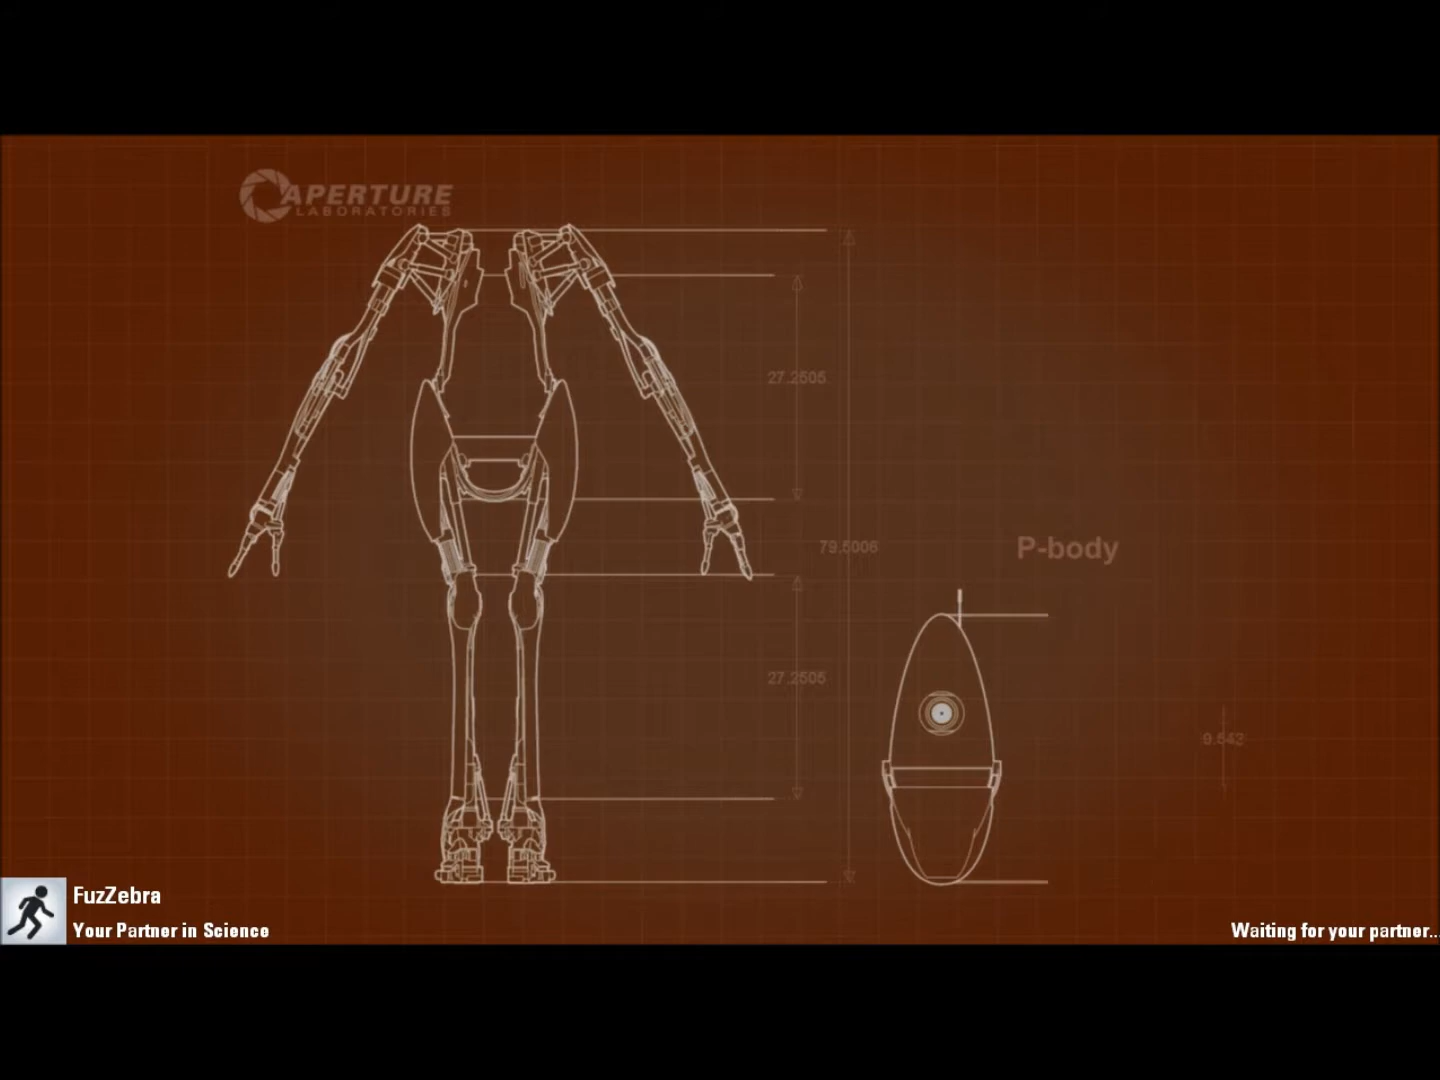 APERTURE
LABORATORIES
27.2505
79.5006
P-body
27.2505
9.542
FuzZebra
Your Partner in Science
Waiting for your partner...